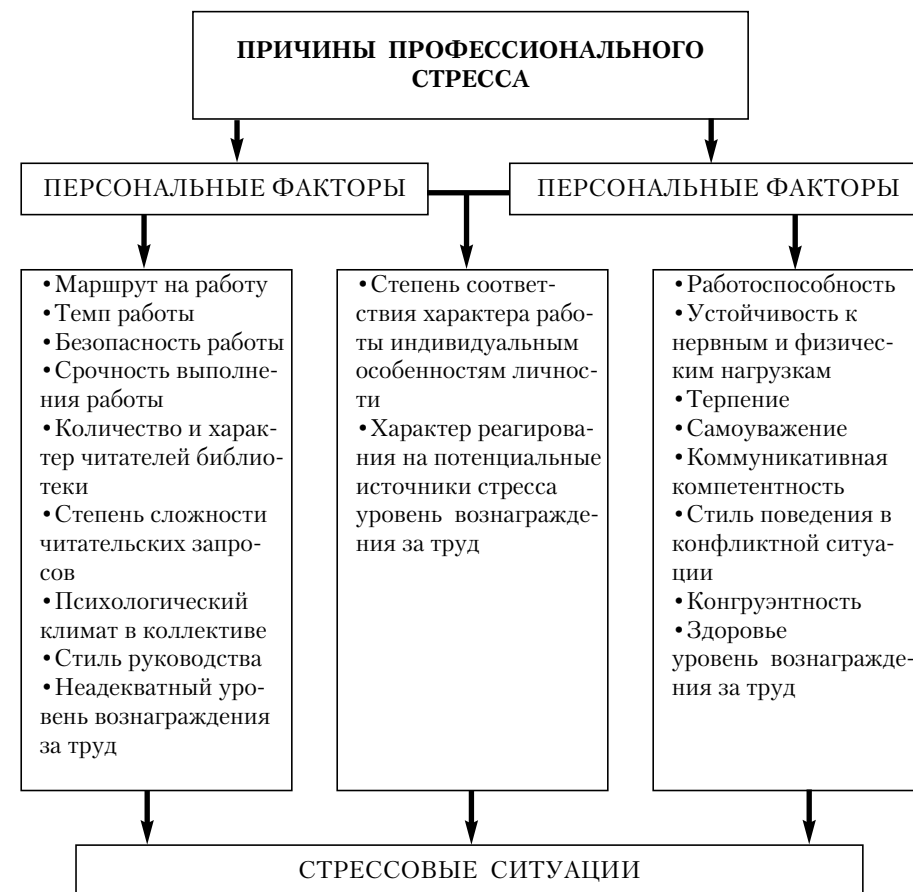 ПРИЧИНЫ ПРОФЕССИОНАЛЬНОГО
СТРЕССА
ПЕРСОНАЛЬНЫЕ ФАКТОРЫ
ПЕРСОНАЛЬНЫЕ ФАКТОРЫ
•Маршрут на работу
•Темп работы
•Безопасность работы
•Срочность выполне-
ния работы
•Количество и харак-
тер читателей библио-
теки
•Степень сложности
читательских запро-
сов
•Психологический
климат в коллективе
•Стиль руководства
•Неадекватный уро-
вень вознаграждения
за труд
•Степень соответ-
ствия характера рабо-
ты индивидуальным
особенностям личнос-
ти
•Характер реагирова-
ния на потенциальные
источники стресса
уровень вознагражде-
ния за труд
•Работоспособность
•Устойчивость к
нервным и физичес-
ким нагрузкам
•Терпение
•Самоуважение
•Коммуникативная
компетентность
•Стиль поведения в
конфликтной ситуа-
ции
•Конгруэнтность
•Здоровье
уровень вознагражде-
ния за труд
СТРЕССОВЫЕ СИТУАЦИИ